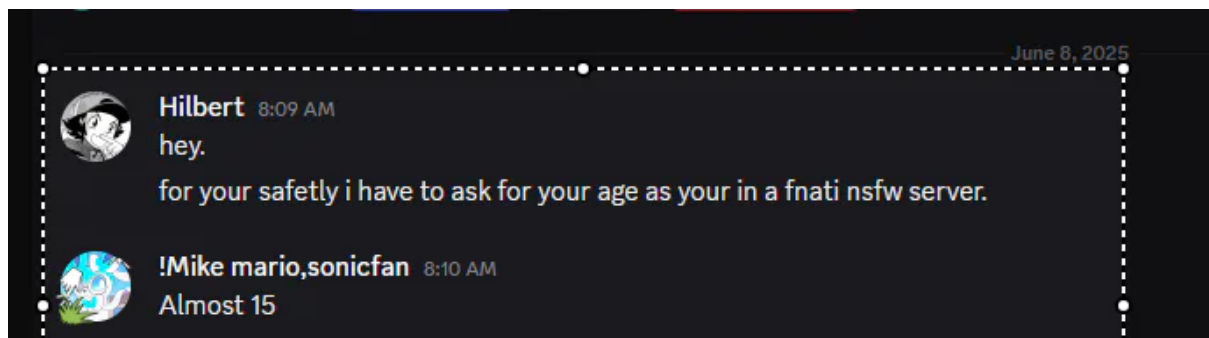 June 8, 2025
Hilbert 8:09 AM
hey.
for your safetly i have to ask for your age as your in a fnati nsfw server.
!Mike mario,sonicfan 8:10 AM
Almost 15